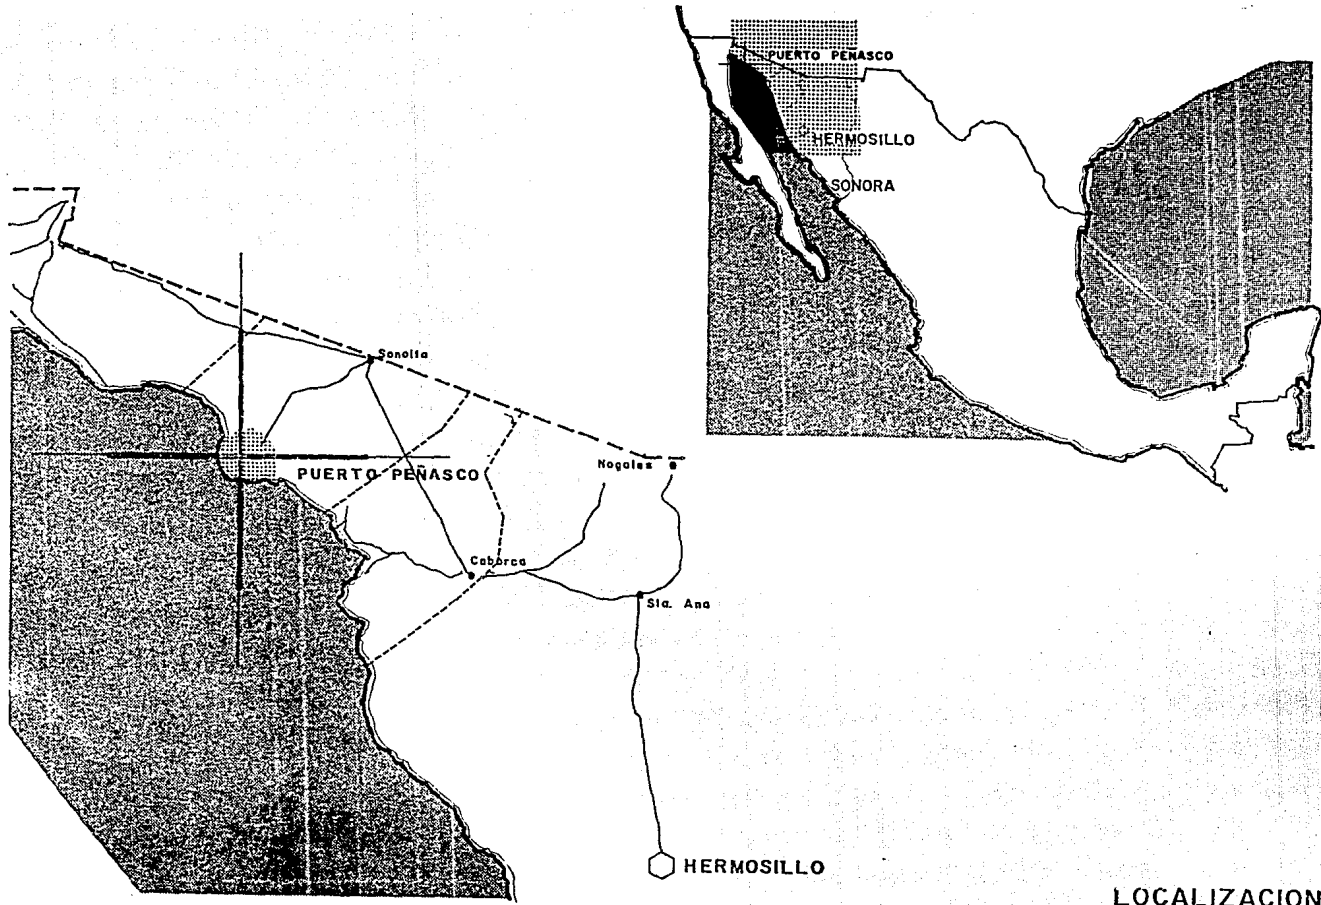 PUERTO PEÑASCO
HERMOSILLO
SONORA
Sonoita
PUERTO PEÑASCO
Nogales
Caborca
Sta. Ana
HERMOSILLO
LOCALIZACION